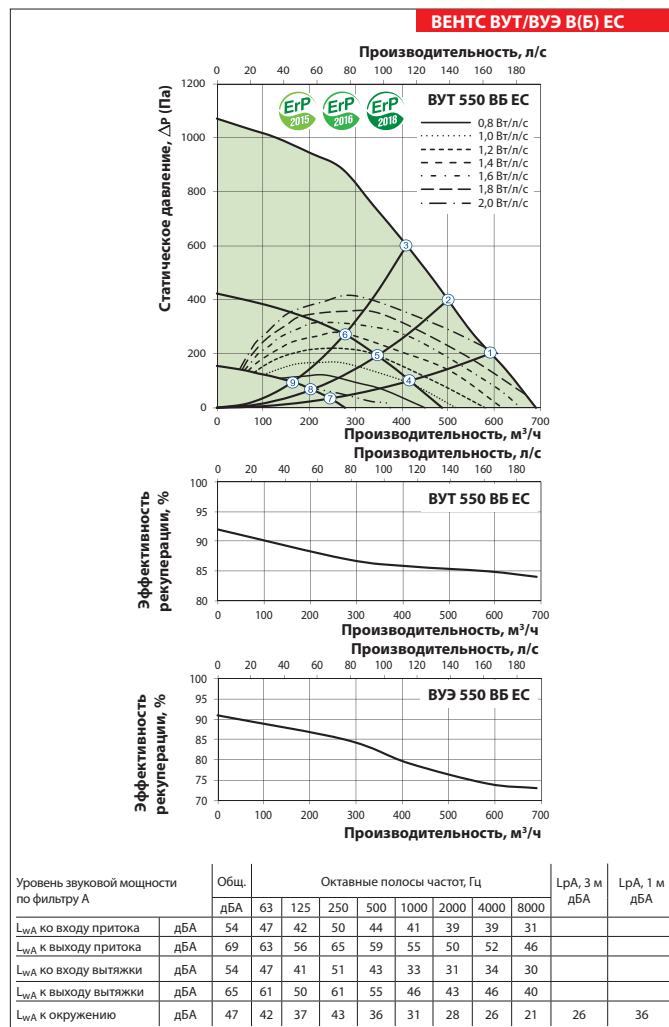 ВЕНТС ВУТ/ВУЭ В(Б) ЕС
Производительность, л/с
0 20 40 60 80 100 120 140 160 180
1200
1000
800
600
400
200
0
Статическое давление, △P (Па)
ErP 2015
ErP 2016
ErP 2018
ВУТ 550 ВБ ЕС
0,8 Вт/л/с
1,0 Вт/л/с
1,2 Вт/л/с
1,4 Вт/л/с
1,6 Вт/л/с
1,8 Вт/л/с
2,0 Вт/л/с
3
2
1
6
5
4
9
8
7
0 100 200 300 400 500 600 700
Производительность, м³/ч
Производительность, л/с
0 20 40 60 80 100 120 140 160 180
100
95
90
85
80
Эффективность
рекуперации, %
ВУТ 550 ВБ ЕС
0 100 200 300 400 500 600 700
Производительность, м³/ч
Производительность, л/с
0 20 40 60 80 100 120 140 160 180
100
95
90
85
80
75
70
Эффективность
рекуперации, %
ВУЭ 550 ВБ ЕС
0 100 200 300 400 500 600 700
Производительность, м³/ч
Уровень звуковой мощности
по фильтру А
Общ. Октавные полосы частот, Гц LpA, 3 м дБА LpA, 1 м дБА
дБА 63 125 250 500 1000 2000 4000 8000
LwA ко входу притока дБА 54 47 42 50 44 41 39 39 31
LwA к выходу притока дБА 69 63 56 65 59 55 50 52 46
LwA ко входу вытяжки дБА 54 47 41 51 43 33 31 34 30
LwA к выходу вытяжки дБА 65 61 50 61 55 46 43 46 40
LwA к окружению дБА 47 42 37 43 36 31 28 26 21 26 36